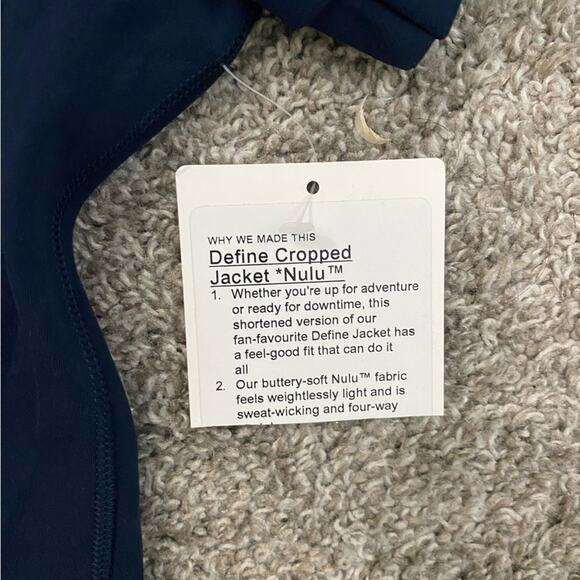 WHY WE MADE THIS
Define Cropped
Jacket *Nulu™
1. Whether you're up for adventure
or ready for downtime, this
shortened version of our
fan-favourite Define Jacket has
a feel-good fit that can do it
all
2. Our buttery-soft Nulu™ fabric
feels weightlessly light and is
sweat-wicking and four-way